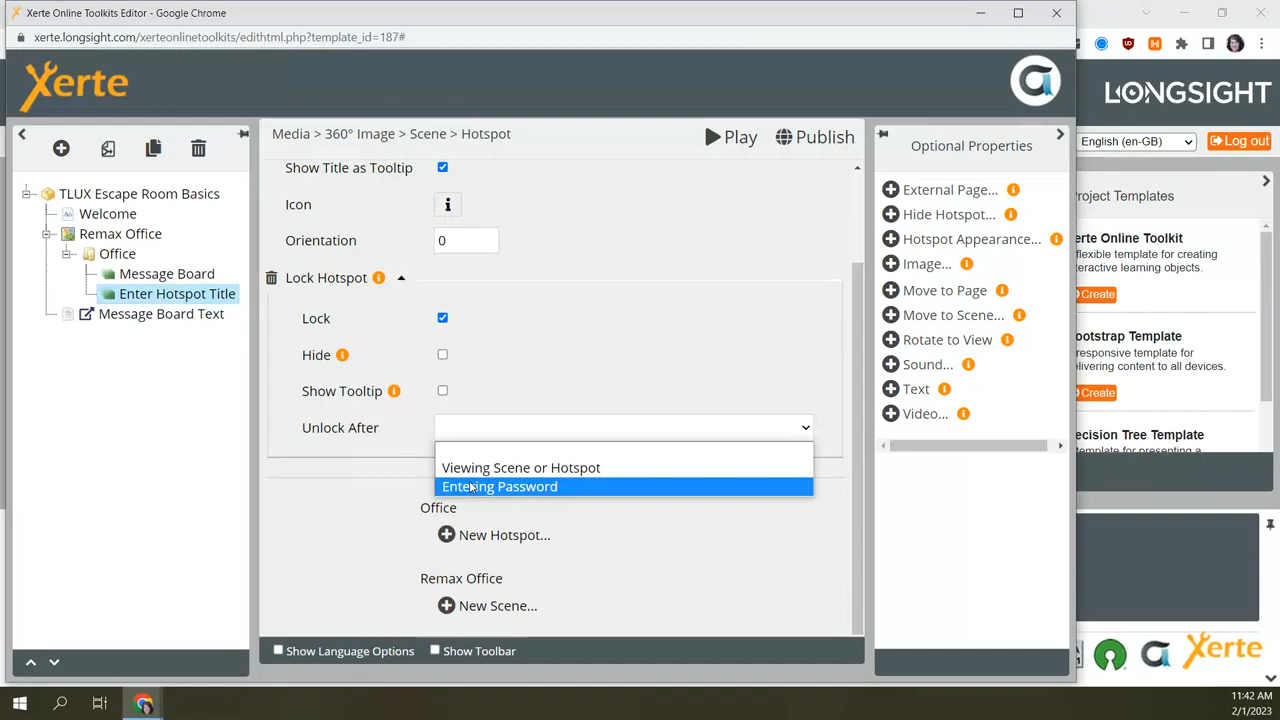 Xerte Online Toolkits Editor - Google Chrome
xerte.longsight.com/xerteonlinetoolkits/edithtml.php?template_id=187#
Xerte
LONGSIGHT
English (en-GB)
Log out
TLUX Escape Room Basics
Welcome
Remax Office
Office
Message Board
Enter Hotspot Title
Message Board Text
Media > 360° Image > Scene > Hotspot
Play
Publish
Show Title as Tooltip
Icon
Orientation
0
Lock Hotspot
Lock
Hide
Show Tooltip
Unlock After
Viewing Scene or Hotspot
Entering Password
Office
New Hotspot...
Remax Office
New Scene...
Show Language Options
Show Toolbar
Optional Properties
External Page...
Hide Hotspot...
Hotspot Appearance...
Image...
Move to Page
Move to Scene...
Rotate to View
Sound...
Text
Video...
Project Templates
erte Online Toolkit
flexible template for creating
teractive learning objects.
Create
ootstrap Template
responsive template for
elivering content to all devices.
Create
ecision Tree Template
template for presenting a
Xerte
11:42 AM
2/1/2023